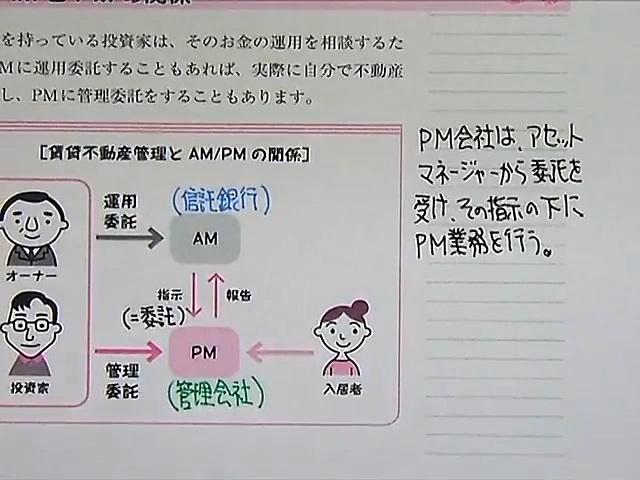 の関係
を持っている投資家は、そのお金の運用を相談するた
Mに運用委託することもあれば、実際に自分で不動産
し、PMに管理委託をすることもあります。
[賃貸不動産管理と AM/PM の関係]
運用
委託
(信託銀行)
AM
オーナー
指示
報告
(=委託)
PM
管理
委託
(管理会社)
投資家
入居者
PM会社は、アセット
マネージャーから委託を
受け、その指示の下に
PM業務を行う。